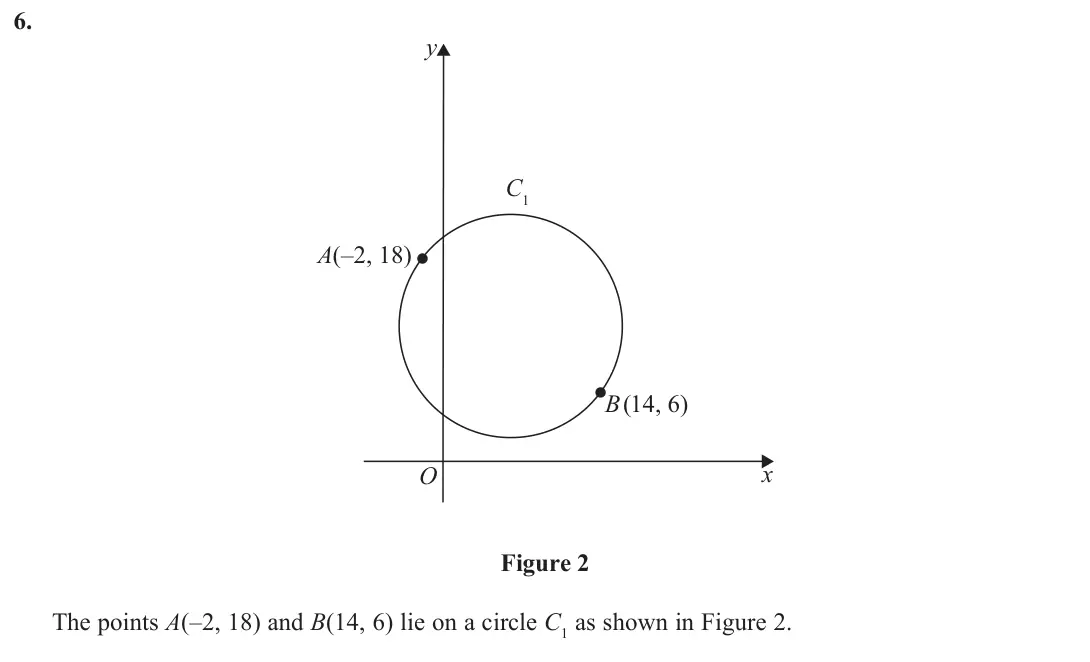 6.
y
C₁
A(–2, 18)
B(14, 6)
O
x
Figure 2
The points A(–2, 18) and B(14, 6) lie on a circle C₁ as shown in Figure 2.